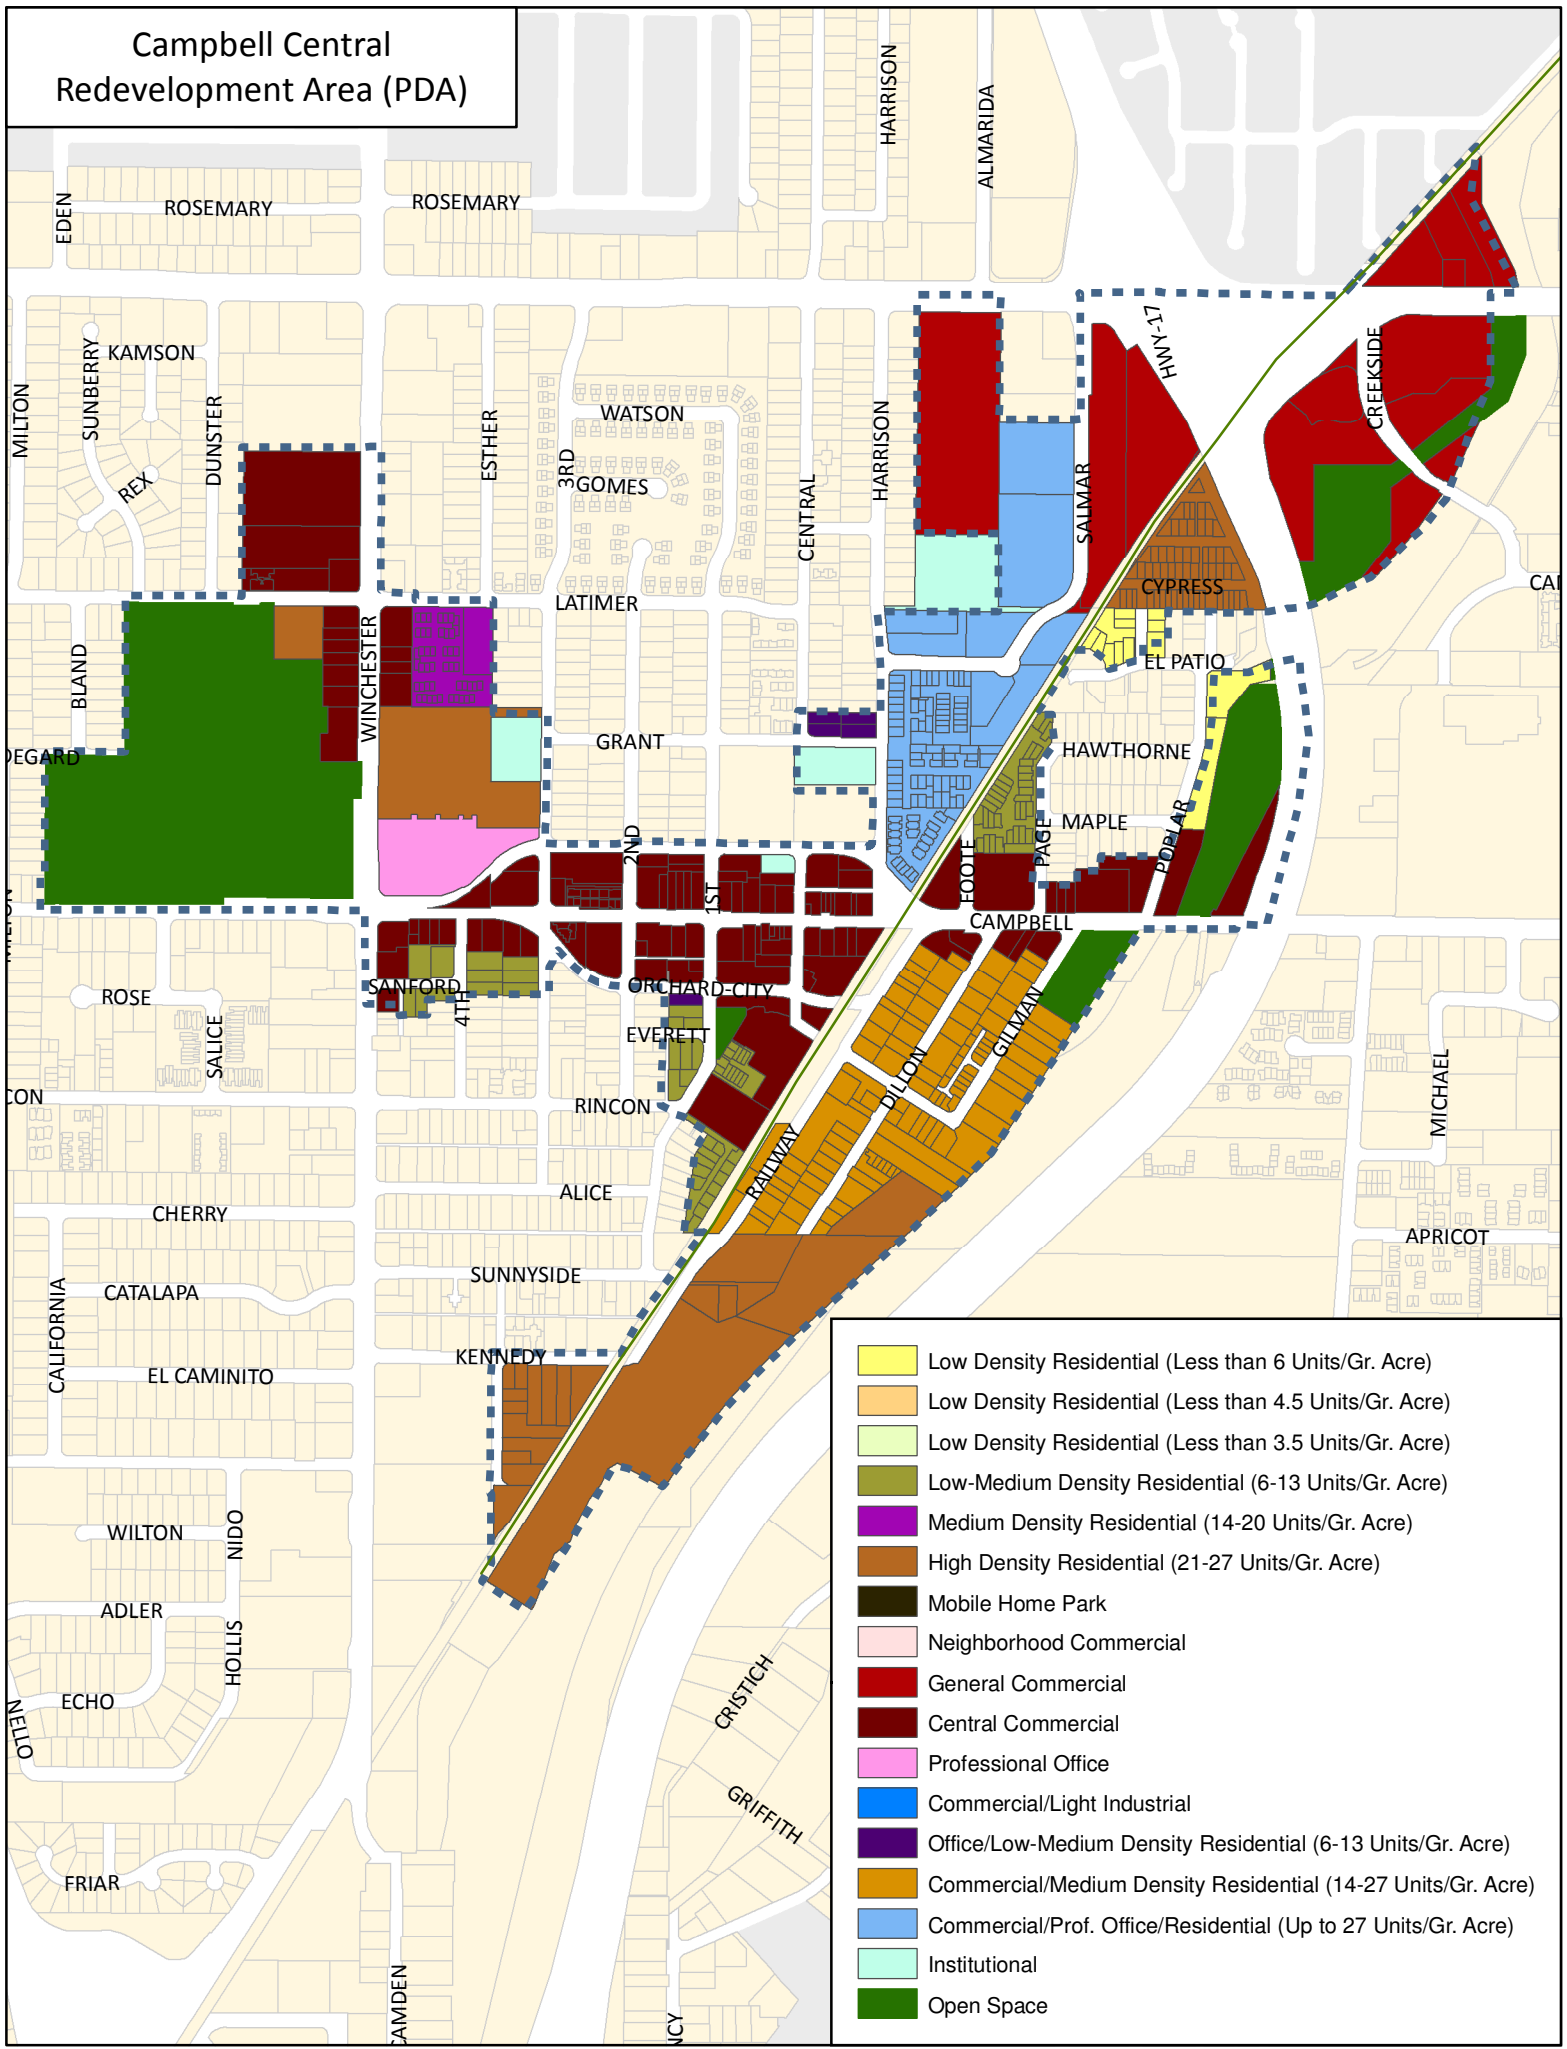 Campbell Central
Redevelopment Area (PDA)
HARRISON
ALMARIDA
EDEN
ROSEMARY
ROSEMARY
HWY-17
KAMSON
SUNBERRY
MILTON
DUNSTER
REX
ESTHER
3RD
WATSON
GOMES
CENTRAL
HARRISON
SALMAR
CREEKSIDE
CYPRESS
LATIMER
BLAND
WINCHESTER
EL PATIO
GRANT
HAWTHORNE
DEGARD
MAPLE
PAGE
POPLAR
FOOTE
2ND
1ST
CAMPBELL
SANFORD
4TH
ORCHARD-CITY
ROSE
SALICE
EVERETT
GILMAN
DILLON
RINCON
CON
MICHAEL
RAILWAY
ALICE
CHERRY
APRICOT
SUNNYSIDE
CATALAPA
CALIFORNIA
KENNEDY
EL CAMINITO
WILTON
NIDO
ADLER
HOLLIS
ECHO
NELLO
CRISTICH
GRIFFITH
FRIAR
CAMDEN
NCY
Low Density Residential (Less than 6 Units/Gr. Acre)
Low Density Residential (Less than 4.5 Units/Gr. Acre)
Low Density Residential (Less than 3.5 Units/Gr. Acre)
Low-Medium Density Residential (6-13 Units/Gr. Acre)
Medium Density Residential (14-20 Units/Gr. Acre)
High Density Residential (21-27 Units/Gr. Acre)
Mobile Home Park
Neighborhood Commercial
General Commercial
Central Commercial
Professional Office
Commercial/Light Industrial
Office/Low-Medium Density Residential (6-13 Units/Gr. Acre)
Commercial/Medium Density Residential (14-27 Units/Gr. Acre)
Commercial/Prof. Office/Residential (Up to 27 Units/Gr. Acre)
Institutional
Open Space